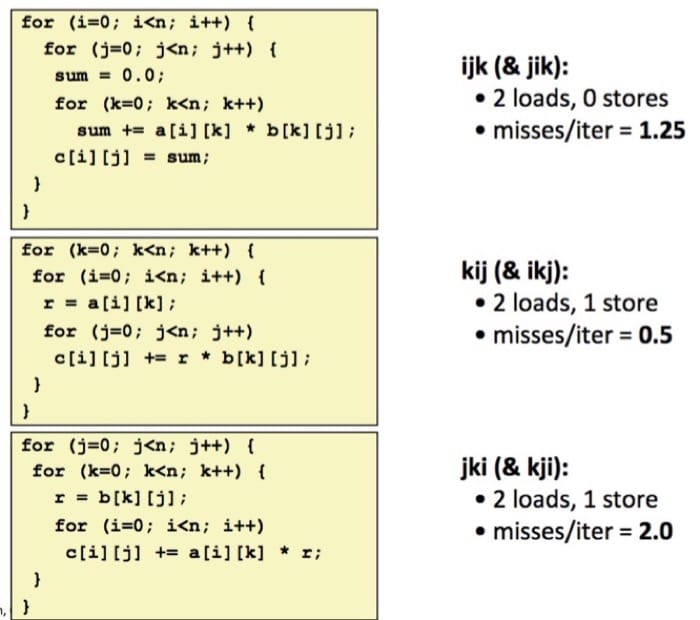 for (i=0; i<n; i++) {
for (j=0; j<n; j++) {
sum = 0.0;
for (k=0; k<n; k++)
sum += a[i][k] * b[k][j];
c[i][j] = sum;
}
}
ijk (& jik):
• 2 loads, 0 stores
• misses/iter = 1.25
for (k=0; k<n; k++) {
for (i=0; i<n; i++) {
r = a[i][k];
for (j=0; j<n; j++)
c[i][j] += r * b[k][j];
}
}
kij (& ikj):
• 2 loads, 1 store
• misses/iter = 0.5
for (j=0; j<n; j++) {
for (k=0; k<n; k++) {
r = b[k][j];
for (i=0; i<n; i++)
c[i][j] += a[i][k] * r;
}
}
jki (& kji):
• 2 loads, 1 store
• misses/iter = 2.0